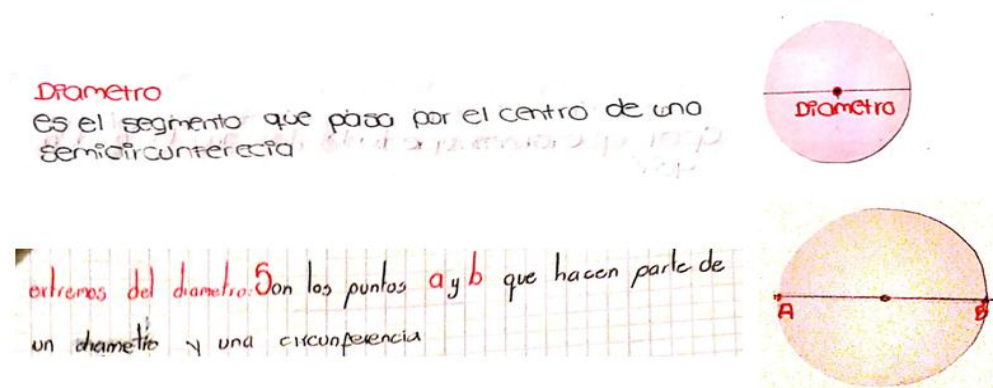 Diametro
es el segmento que pasa por el centro de una
semicircunferecia
Diametro
extremos del diametro: Son los puntos a y b que hacen parte de
un diametro y una circunferencia
A
B